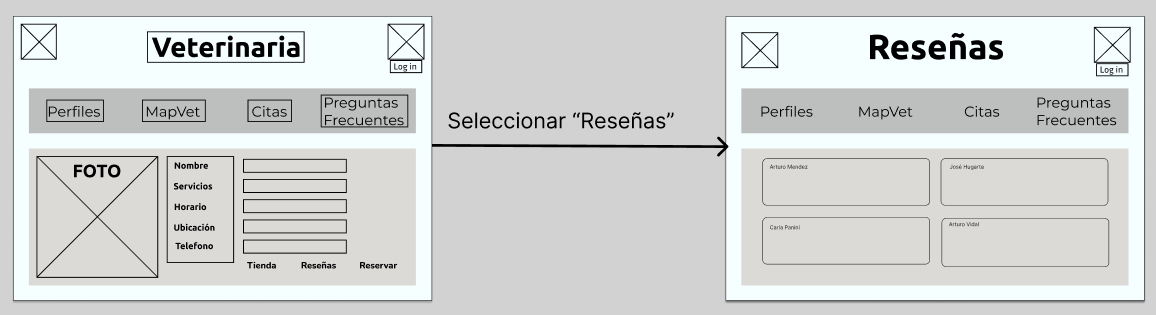 Veterinaria
Log in
Perfiles
MapVet
Citas
Preguntas
Frecuentes
FOTO
Nombre
Servicios
Horario
Ubicación
Telefono
Tienda
Reseñas
Reservar
Seleccionar “Reseñas”
Reseñas
Log in
Perfiles
MapVet
Citas
Preguntas
Frecuentes
Arturo Mendez
José Hugarte
Carla Panini
Arturo Vidal